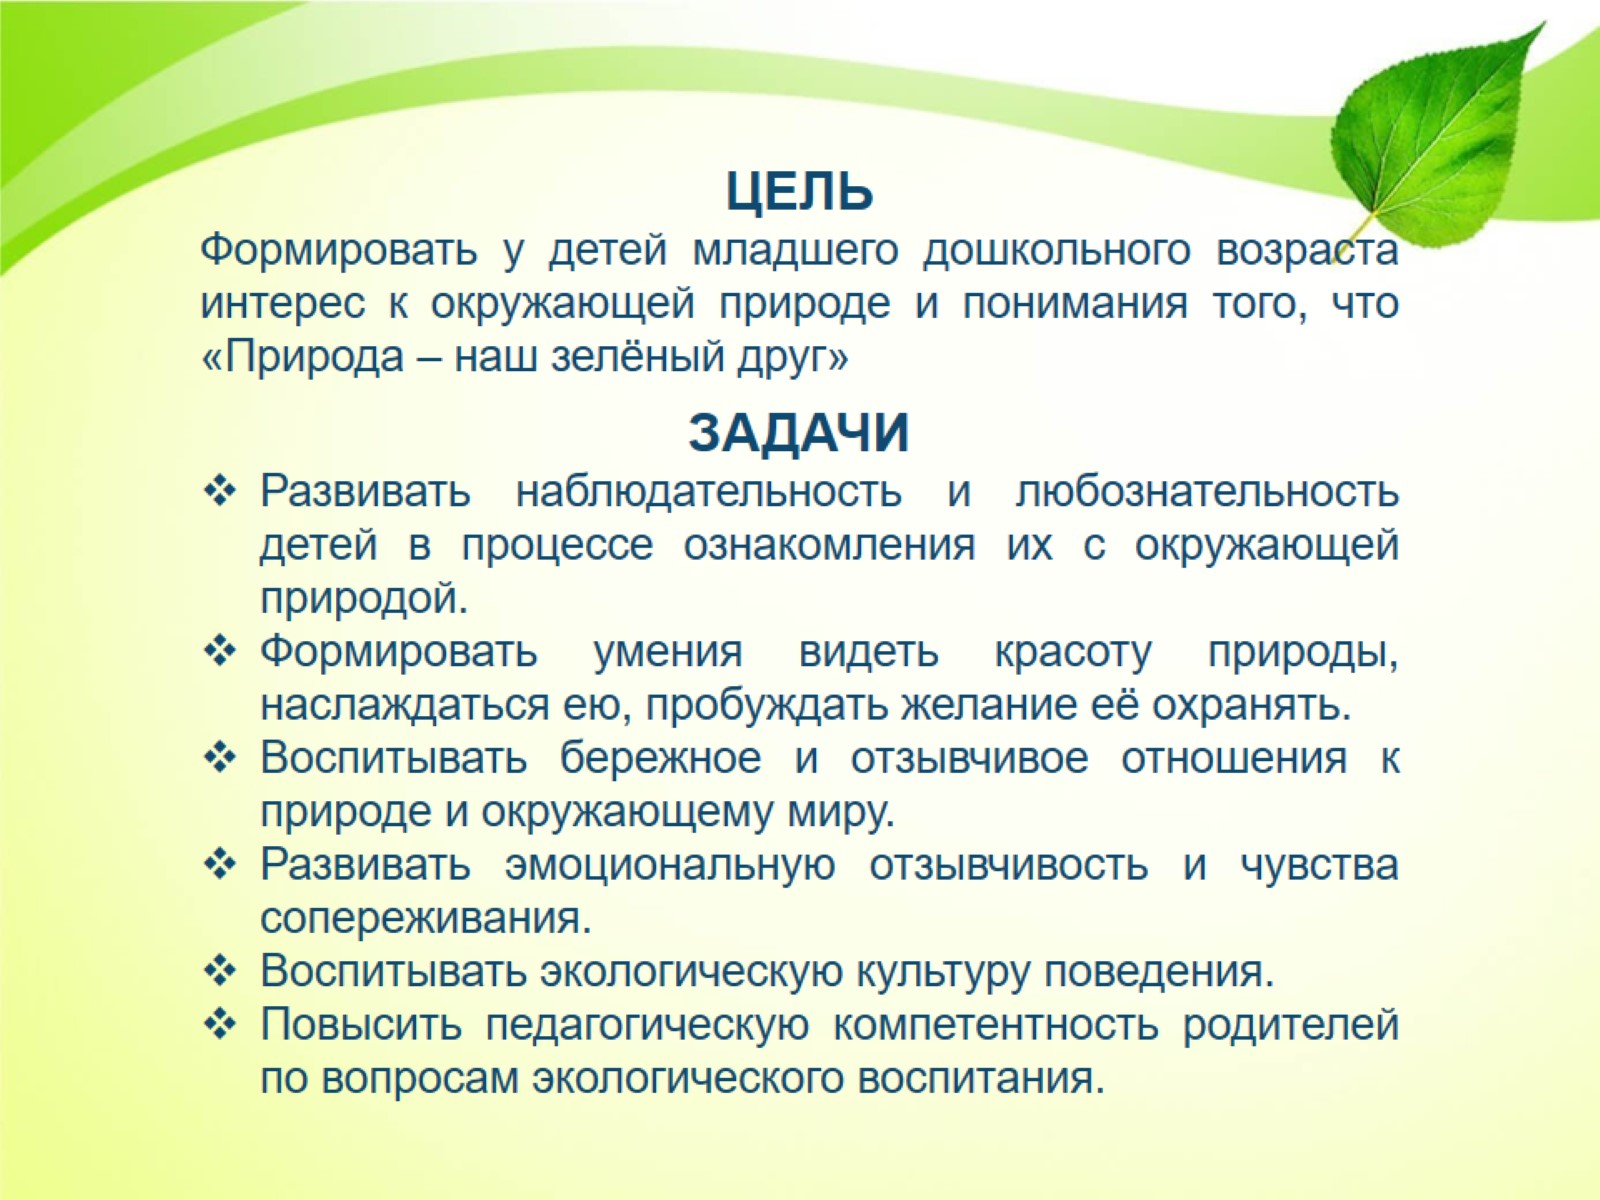 ЦЕЛЬ
Формировать у детей младшего дошкольного возраста
интерес к окружающей природе и понимания того, что
«Природа – наш зелёный друг»
ЗАДАЧИ
❖ Развивать наблюдательность и любознательность
детей в процессе ознакомления их с окружающей
природой.
❖ Формировать умения видеть красоту природы,
наслаждаться ею, пробуждать желание её охранять.
❖ Воспитывать бережное и отзывчивое отношения к
природе и окружающему миру.
❖ Развивать эмоциональную отзывчивость и чувства
сопереживания.
❖ Воспитывать экологическую культуру поведения.
❖ Повысить педагогическую компетентность родителей
по вопросам экологического воспитания.